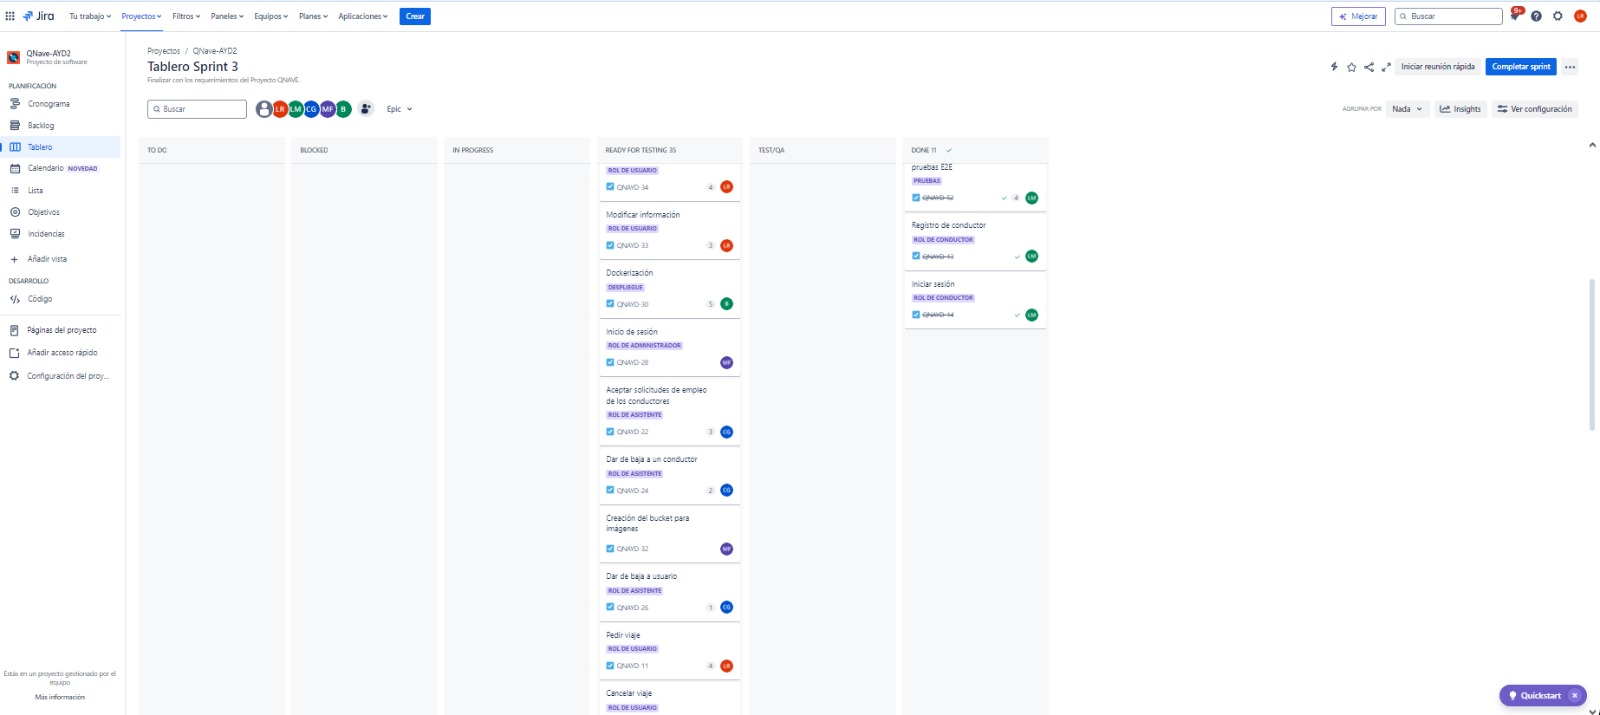 Jira
Tu trabajo
Proyectos
Filtros
Paneles
Equipos
Planes
Aplicaciones
Crear
Mejorar
Buscar
9+
LR
QNave-AYD2
Proyecto de software
PLANIFICACIÓN
Cronograma
Backlog
Tablero
Calendario NOVEDAD
Lista
Objetivos
Incidencias
Añadir vista
DESARROLLO
Código
Páginas del proyecto
Añadir acceso rápido
Configuración del proy...
Estás en un proyecto gestionado por el
equipo
Más información
Proyectos / QNave-AYD2
Tablero Sprint 3
Finalizar con los requerimientos del Proyecto QNAVE.
Iniciar reunión rápida
Completar sprint
Buscar
LR
LM
CG
MF
B
Epic
AGRUPAR POR
Nada
Insights
Ver configuración
TO DO
BLOCKED
IN PROGRESS
READY FOR TESTING 35
ROL DE USUARIO
QNAYD-34 4 LR
Modificar información
ROL DE USUARIO
QNAYD-33 3 LR
Dockerización
DESPLIEGUE
QNAYD-30 5 B
Inicio de sesión
ROL DE ADMINISTRADOR
QNAYD-28 MF
Aceptar solicitudes de empleo
de los conductores
ROL DE ASISTENTE
QNAYD-22 3 CG
Dar de baja a un conductor
ROL DE ASISTENTE
QNAYD-24 2 CG
Creación del bucket para
imágenes
QNAYD-32 MF
Dar de baja a usuario
ROL DE ASISTENTE
QNAYD-26 1 CG
Pedir viaje
ROL DE USUARIO
QNAYD-11 4 LR
Cancelar viaje
ROL DE USUARIO
TEST/QA
DONE 11
pruebas E2E
PRUEBAS
QNAYD-52 4 LM
Registro de conductor
ROL DE CONDUCTOR
QNAYD-13 LM
Iniciar sesión
ROL DE CONDUCTOR
QNAYD-14 LM
Quickstart